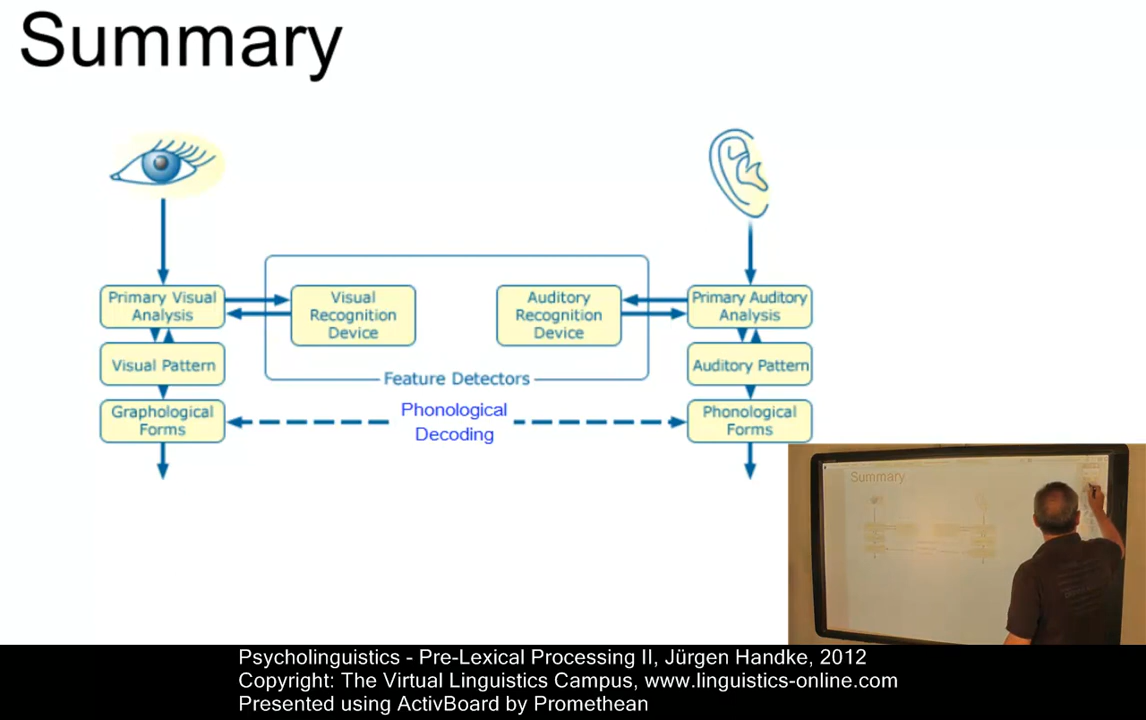 Summary
Primary Visual
Analysis
Visual
Recognition
Device
Auditory
Recognition
Device
Primary Auditory
Analysis
Visual Pattern
Auditory Pattern
Feature Detectors
Graphological
Forms
Phonological
Decoding
Phonological
Forms
Summary
Psycholinguistics - Pre-Lexical Processing II, Jürgen Handke, 2012
Copyright: The Virtual Linguistics Campus, www.linguistics-online.com
Presented using ActivBoard by Promethean